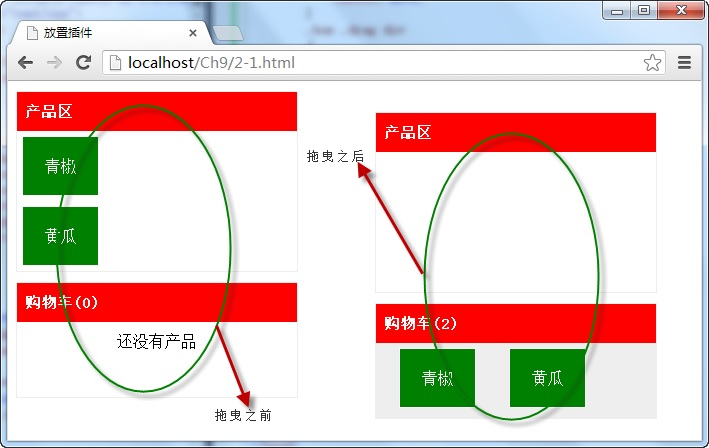 放置插件
localhost/Ch9/2-1.html
产品区
青椒
黄瓜
购物车(0)
还没有产品
拖曳之前
拖曳之后
产品区
购物车(2)
青椒
黄瓜